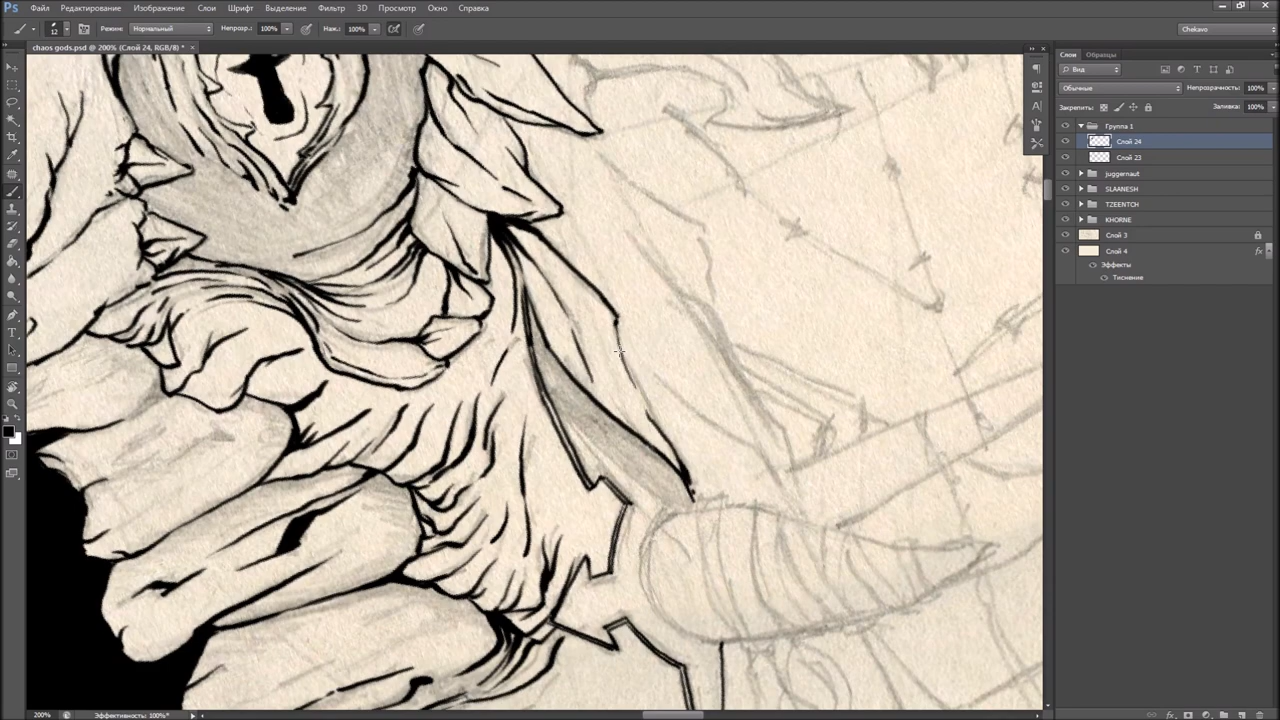 Ps Файл Редактирование Изображение Слои Шрифт Выделение Фильтр 3D Просмотр Окно Справка
12 Режим: Нормальный Непрозр.: 100% Наж.: 100% Chekavo
chaos gods.psd @ 200% (Слой 24, RGB/8) * ×
Слои Образцы
Вид
Обычные Непрозрачность: 100%
Закрепить: Заливка: 100%
Группа 1
Слой 24
Слой 23
juggernaut
SLAANESH
TZEENTCH
KHORNE
Слой 3
Слой 4 fx
Эффекты
Тиснение
200% Эффективность: 100%*